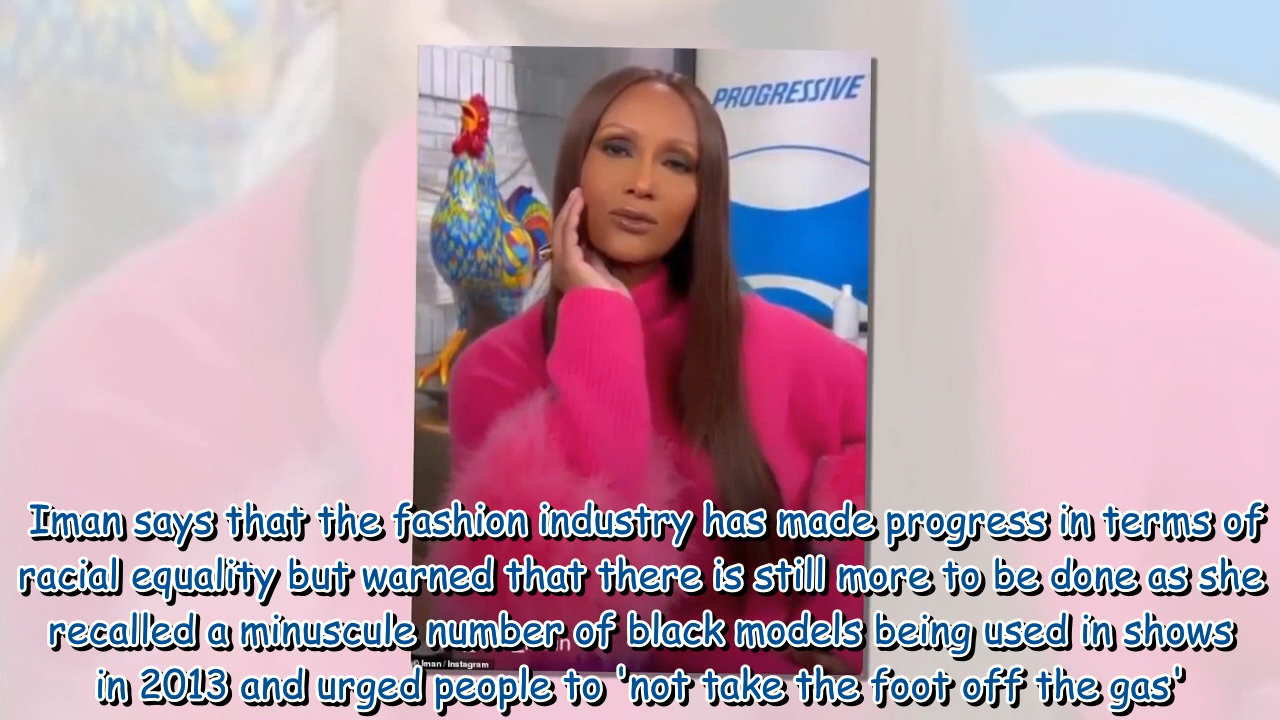 PROGRESSIVE
Iman says that the fashion industry has made progress in terms of
racial equality but warned that there is still more to be done as she
recalled a minuscule number of black models being used in shows
Iman / Instagram
in 2013 and urged people to 'not take the foot off the gas'